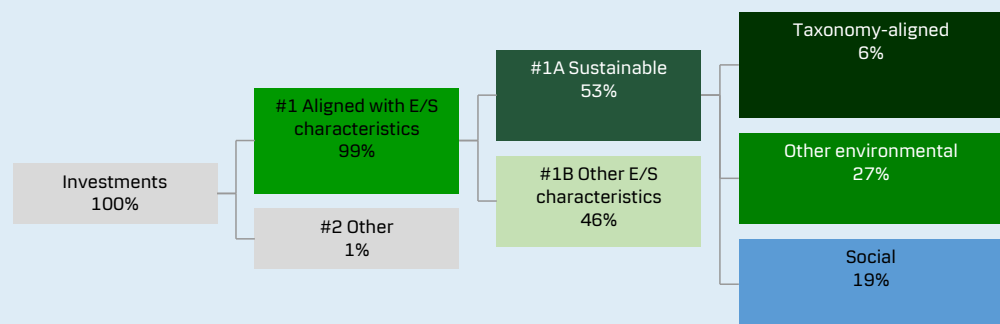 Investments
100%
#1 Aligned with E/S
characteristics
99%
#2 Other
1%
#1A Sustainable
53%
#1B Other E/S
characteristics
46%
Taxonomy-aligned
6%
Other environmental
27%
Social
19%